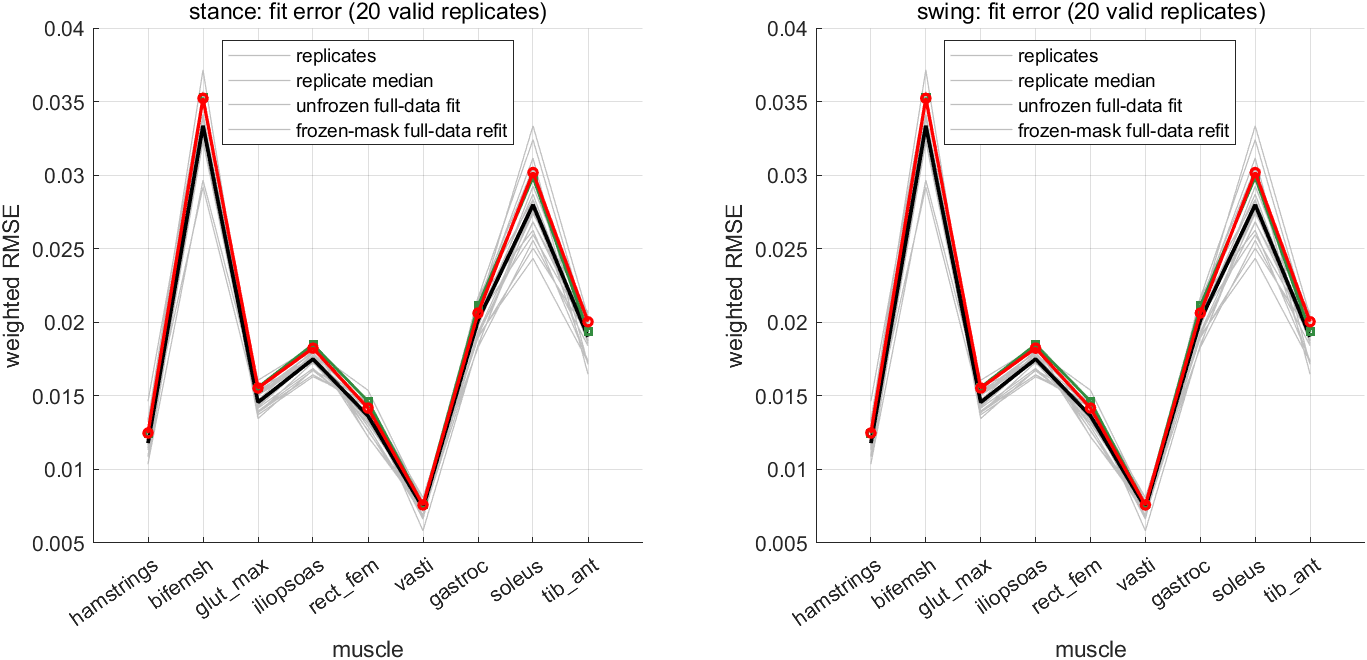 stance: fit error (20 valid replicates)
0.04
0.035
0.03
0.025
0.02
0.015
0.01
0.005
weighted RMSE
replicates
replicate median
unfrozen full-data fit
frozen-mask full-data refit
hamstrings
bifemsh
glut_max
iliopsoas
rect_fem
vasti
gastroc
soleus
tib_ant
muscle
swing: fit error (20 valid replicates)
0.04
0.035
0.03
0.025
0.02
0.015
0.01
0.005
weighted RMSE
replicates
replicate median
unfrozen full-data fit
frozen-mask full-data refit
hamstrings
bifemsh
glut_max
iliopsoas
rect_fem
vasti
gastroc
soleus
tib_ant
muscle